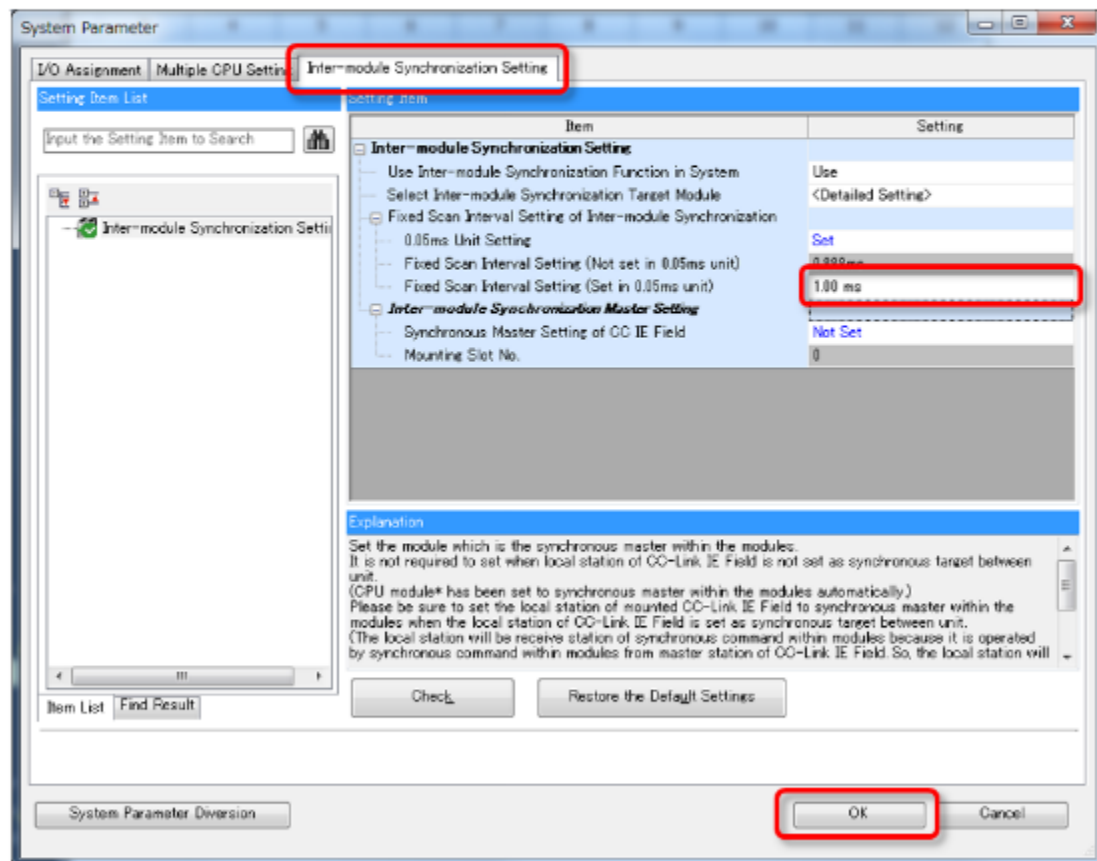 System Parameter
I/O Assignment
Multiple CPU Setting
Inter-module Synchronization Setting
Setting Item List
Input the Setting Item to Search
Inter-module Synchronization Settin
Item List
Find Result
Setting Item
Item Setting
Inter-module Synchronization Setting
Use Inter-module Synchronization Function in System Use
Select Inter-module Synchronization Target Module <Detailed Setting>
Fixed Scan Interval Setting of Inter-module Synchronization
0.05ms Unit Setting Set
Fixed Scan Interval Setting (Not set in 0.05ms unit) 0.888ms
Fixed Scan Interval Setting (Set in 0.05ms unit) 1.00 ms
Inter-module Synchronization Master Setting
Synchronous Master Setting of CC IE Field Not Set
Mounting Slot No. 0
Explanation
Set the module which is the synchronous master within the modules.
It is not required to set when local station of CC-Link IE Field is not set as synchronous target between
unit.
(CPU module* has been set to synchronous master within the modules automatically.)
Please be sure to set the local station of mounted CC-Link IE Field to synchronous master within the
modules when the local station of CC-Link IE Field is set as synchronous target between unit.
(The local station will be receive station of synchronous command within modules because it is operated
by synchronous command within modules from master station of CC-Link IE Field. So, the local station will
Check
Restore the Default Settings
System Parameter Diversion
OK
Cancel